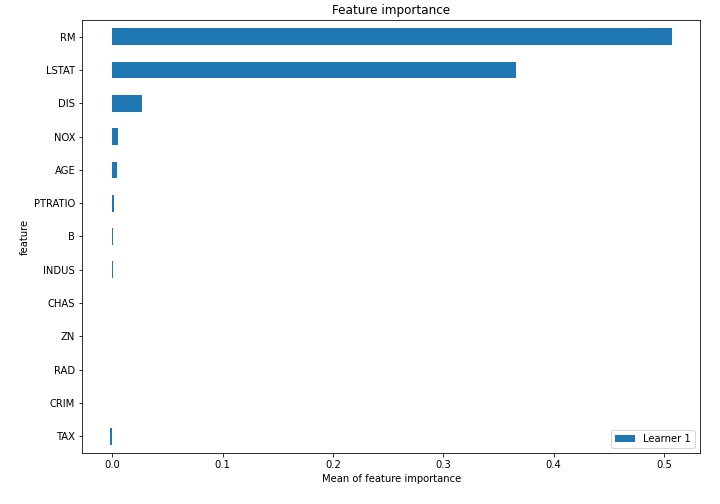 Feature importance
RM
LSTAT
DIS
NOX
AGE
PTRATIO
B
INDUS
CHAS
ZN
RAD
CRIM
TAX
feature
Learner 1
0.0 0.1 0.2 0.3 0.4 0.5
Mean of feature importance